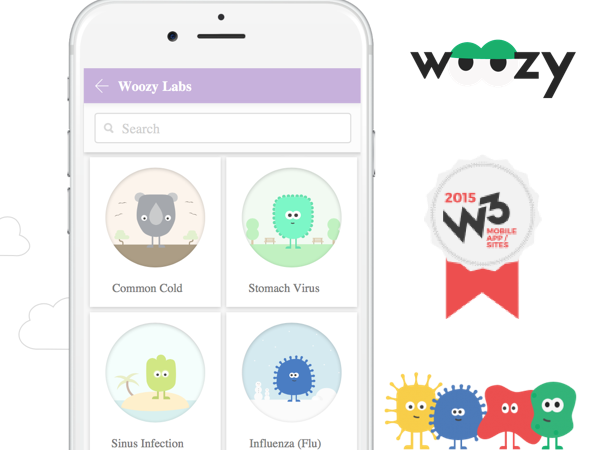 Woozy Labs
Search
Common Cold
Stomach Virus
Sinus Infection
Influenza (Flu)
woozy
2015
W3
MOBILE
APP /
SITES